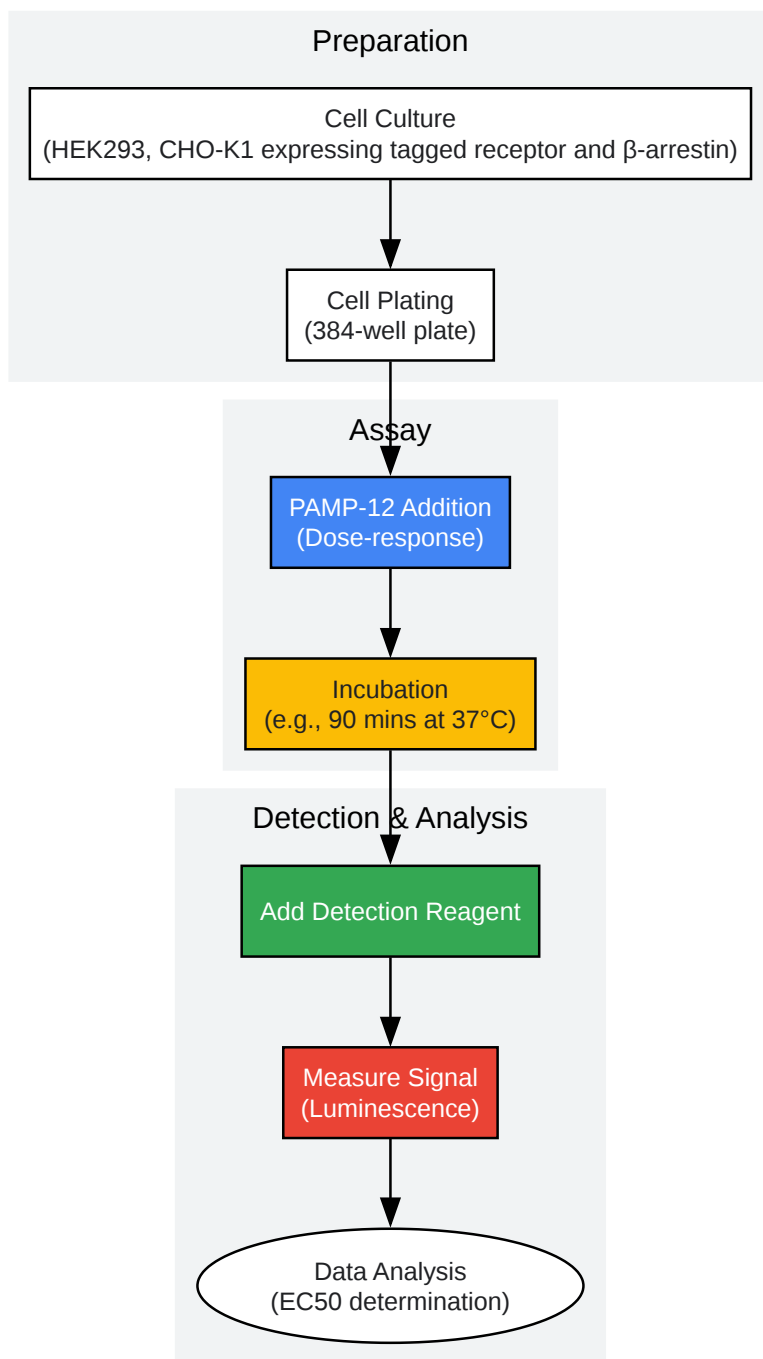 Preparation
Cell Culture
(HEK293, CHO-K1 expressing tagged receptor and β-arrestin)
Cell Plating
(384-well plate)
Assay
PAMP-12 Addition
(Dose-response)
Incubation
(e.g., 90 mins at 37°C)
Detection & Analysis
Add Detection Reagent
Measure Signal
(Luminescence)
Data Analysis
(EC50 determination)